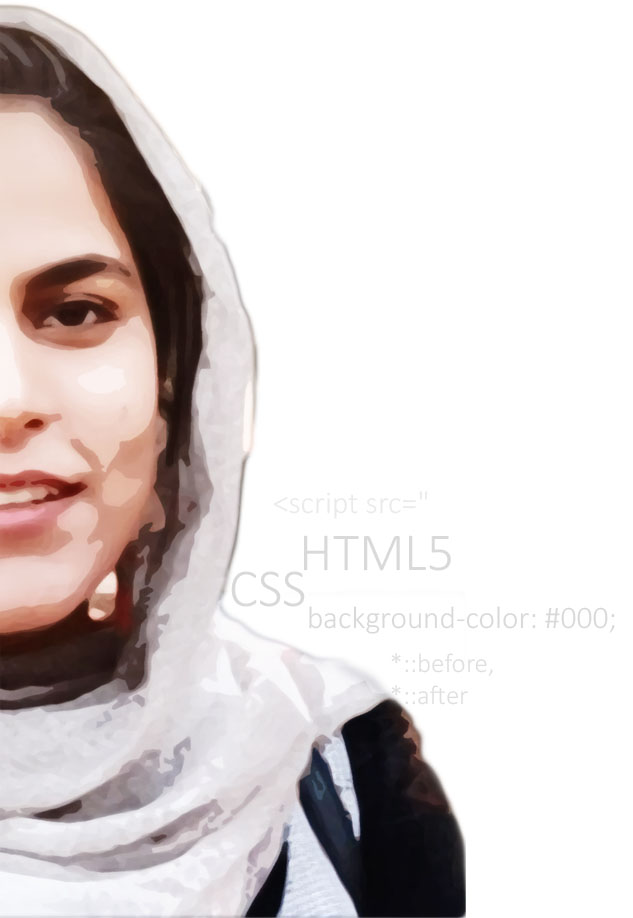 <script src="
HTML5
CSS
background-color: #000;
*::before,
*::after